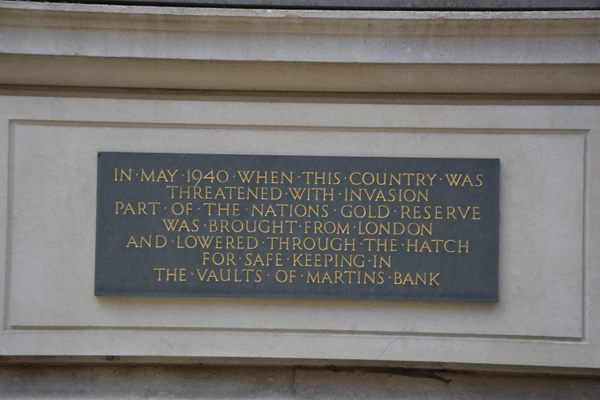 IN·MAY·1940·WHEN·THIS·COUNTRY·WAS
THREATENED·WITH·INVASION
PART·OF·THE·NATIONS·GOLD·RESERVE
WAS·BROUGHT·FROM·LONDON
AND·LOWERED·THROUGH·THE·HATCH
FOR·SAFE·KEEPING·IN
THE·VAULTS·OF·MARTINS·BANK